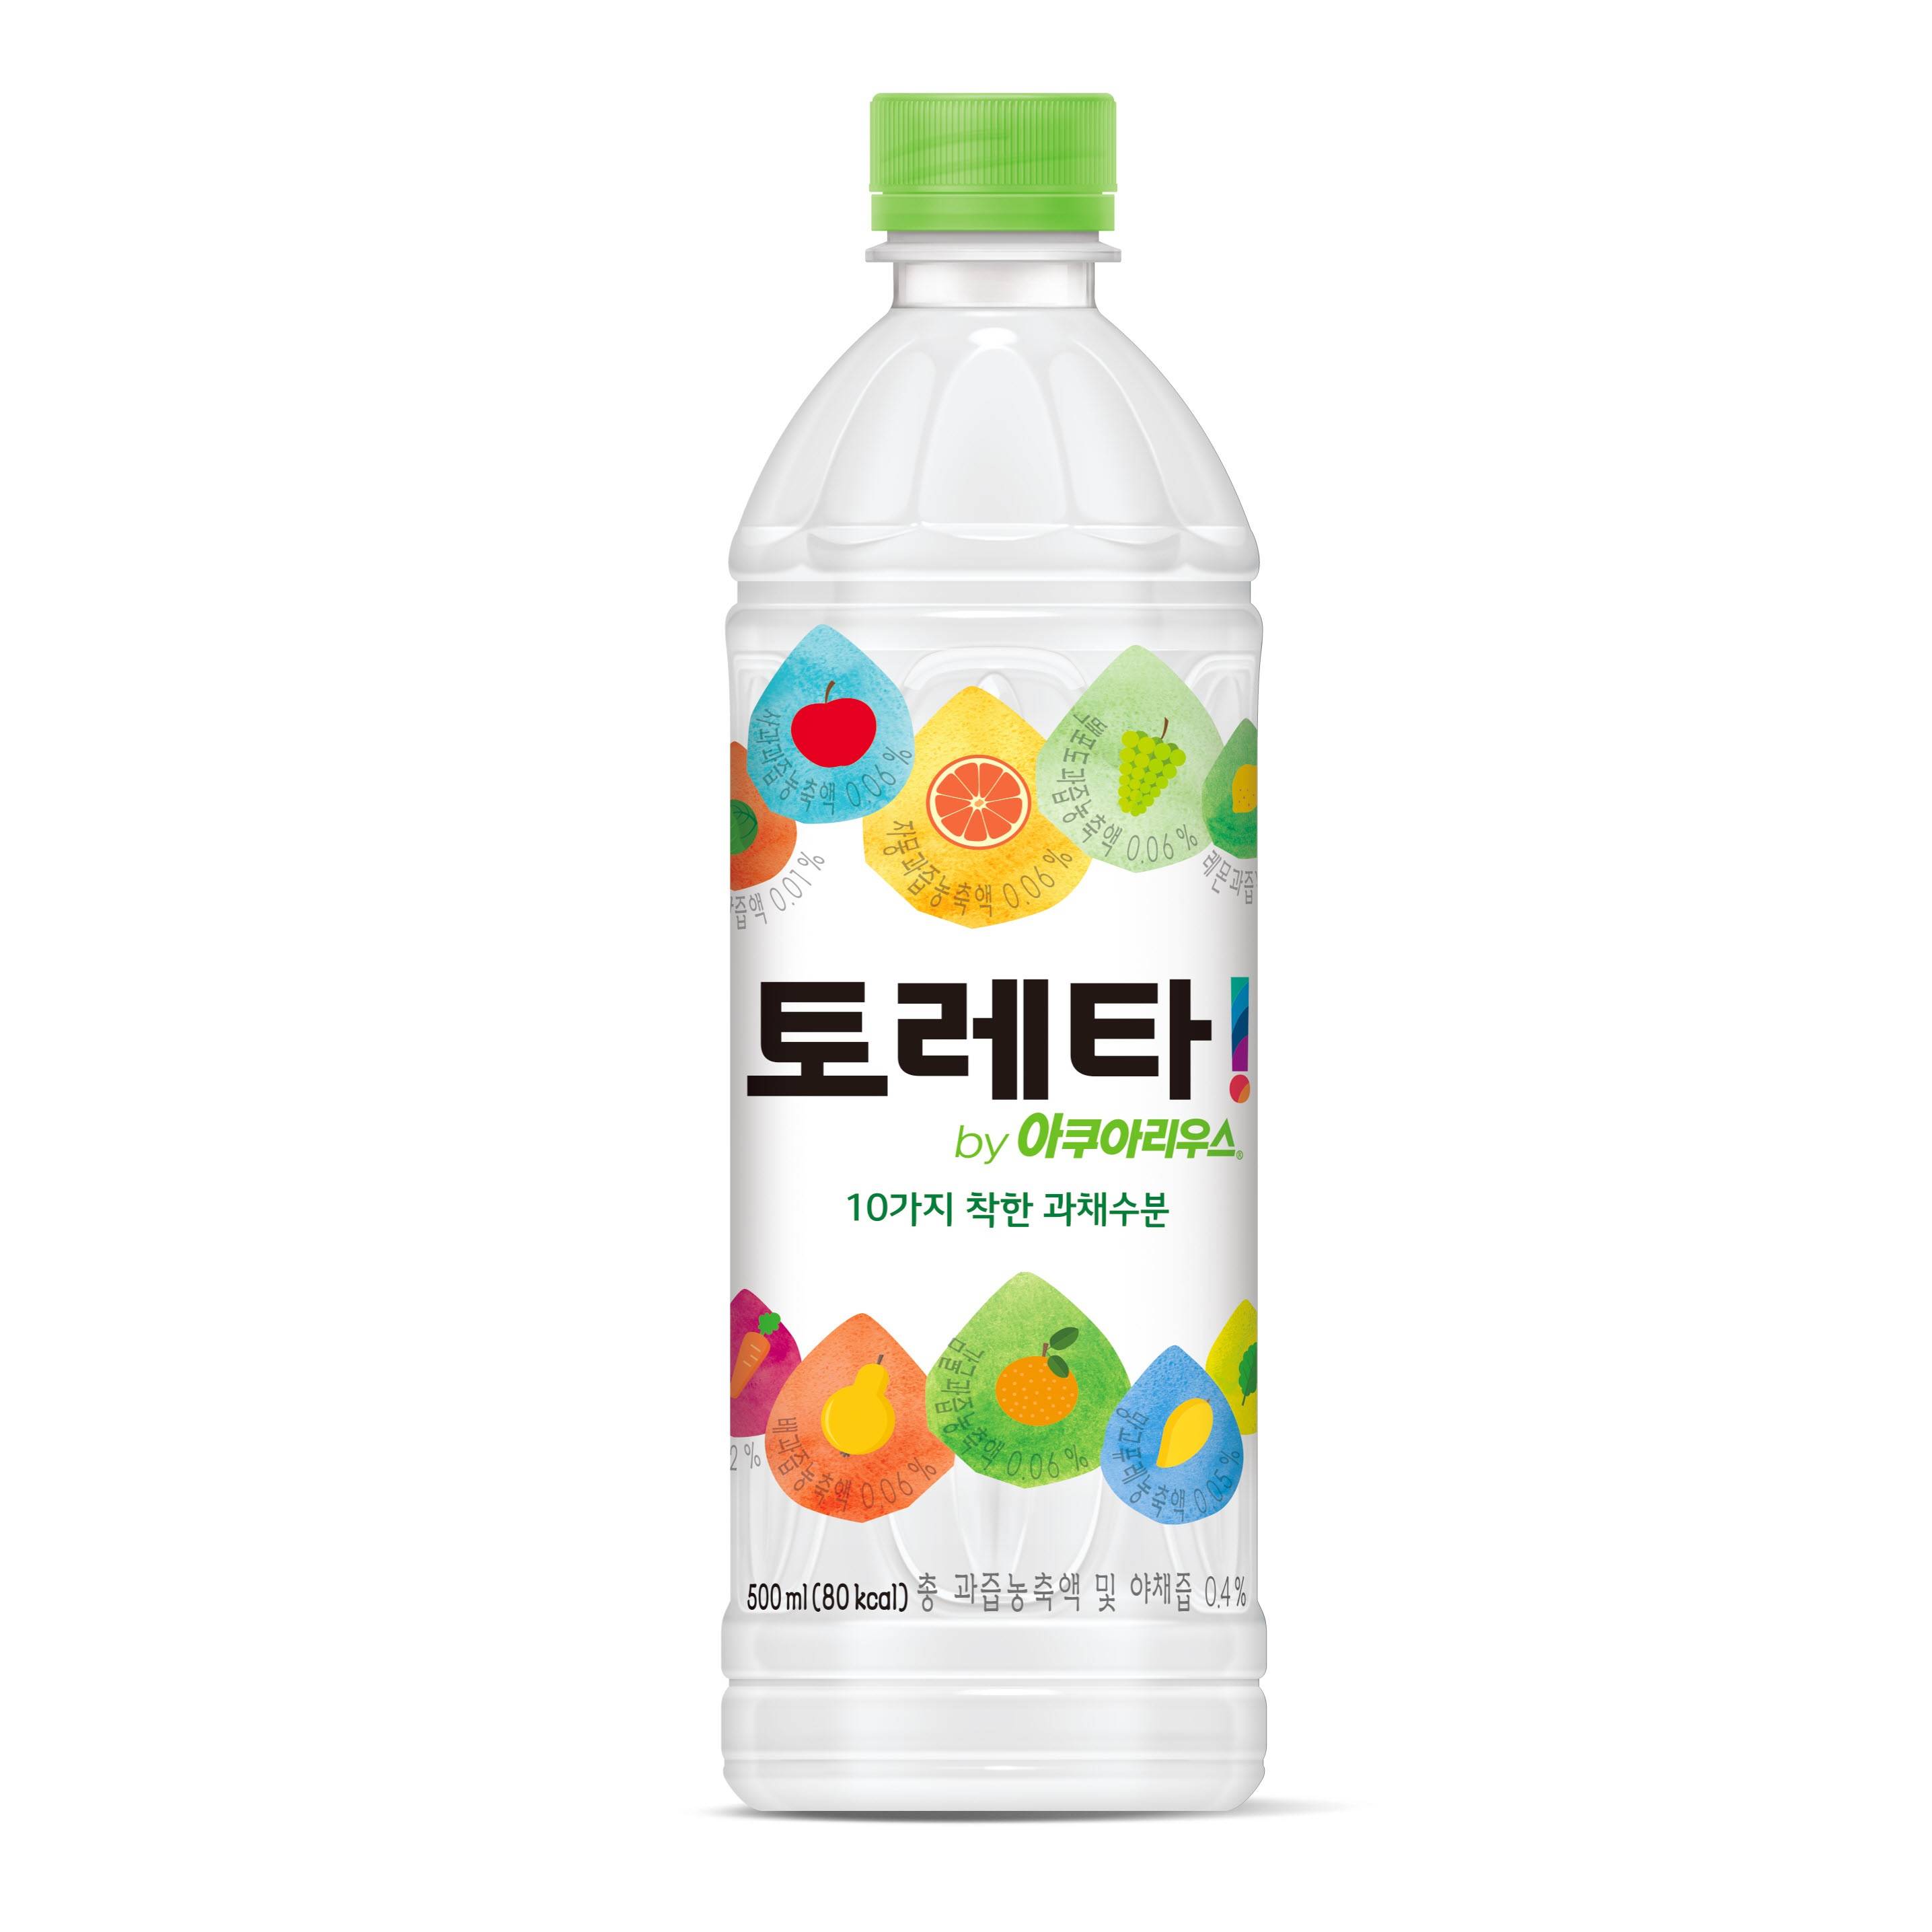 사과과즙농축액 0.06%
자몽과즙농축액 0.06%
청포도과즙농축액 0.06%
즙액 0.01%
레몬과즙
토레타!
by 아쿠아리우스®
10가지 착한 과채수분
2%
배과즙농축액 0.06%
감귤과즙농축액 0.06%
망고퓨레농축액 0.05%
500ml(80kcal) 총 과즙농축액 및 야채즙 0.4%